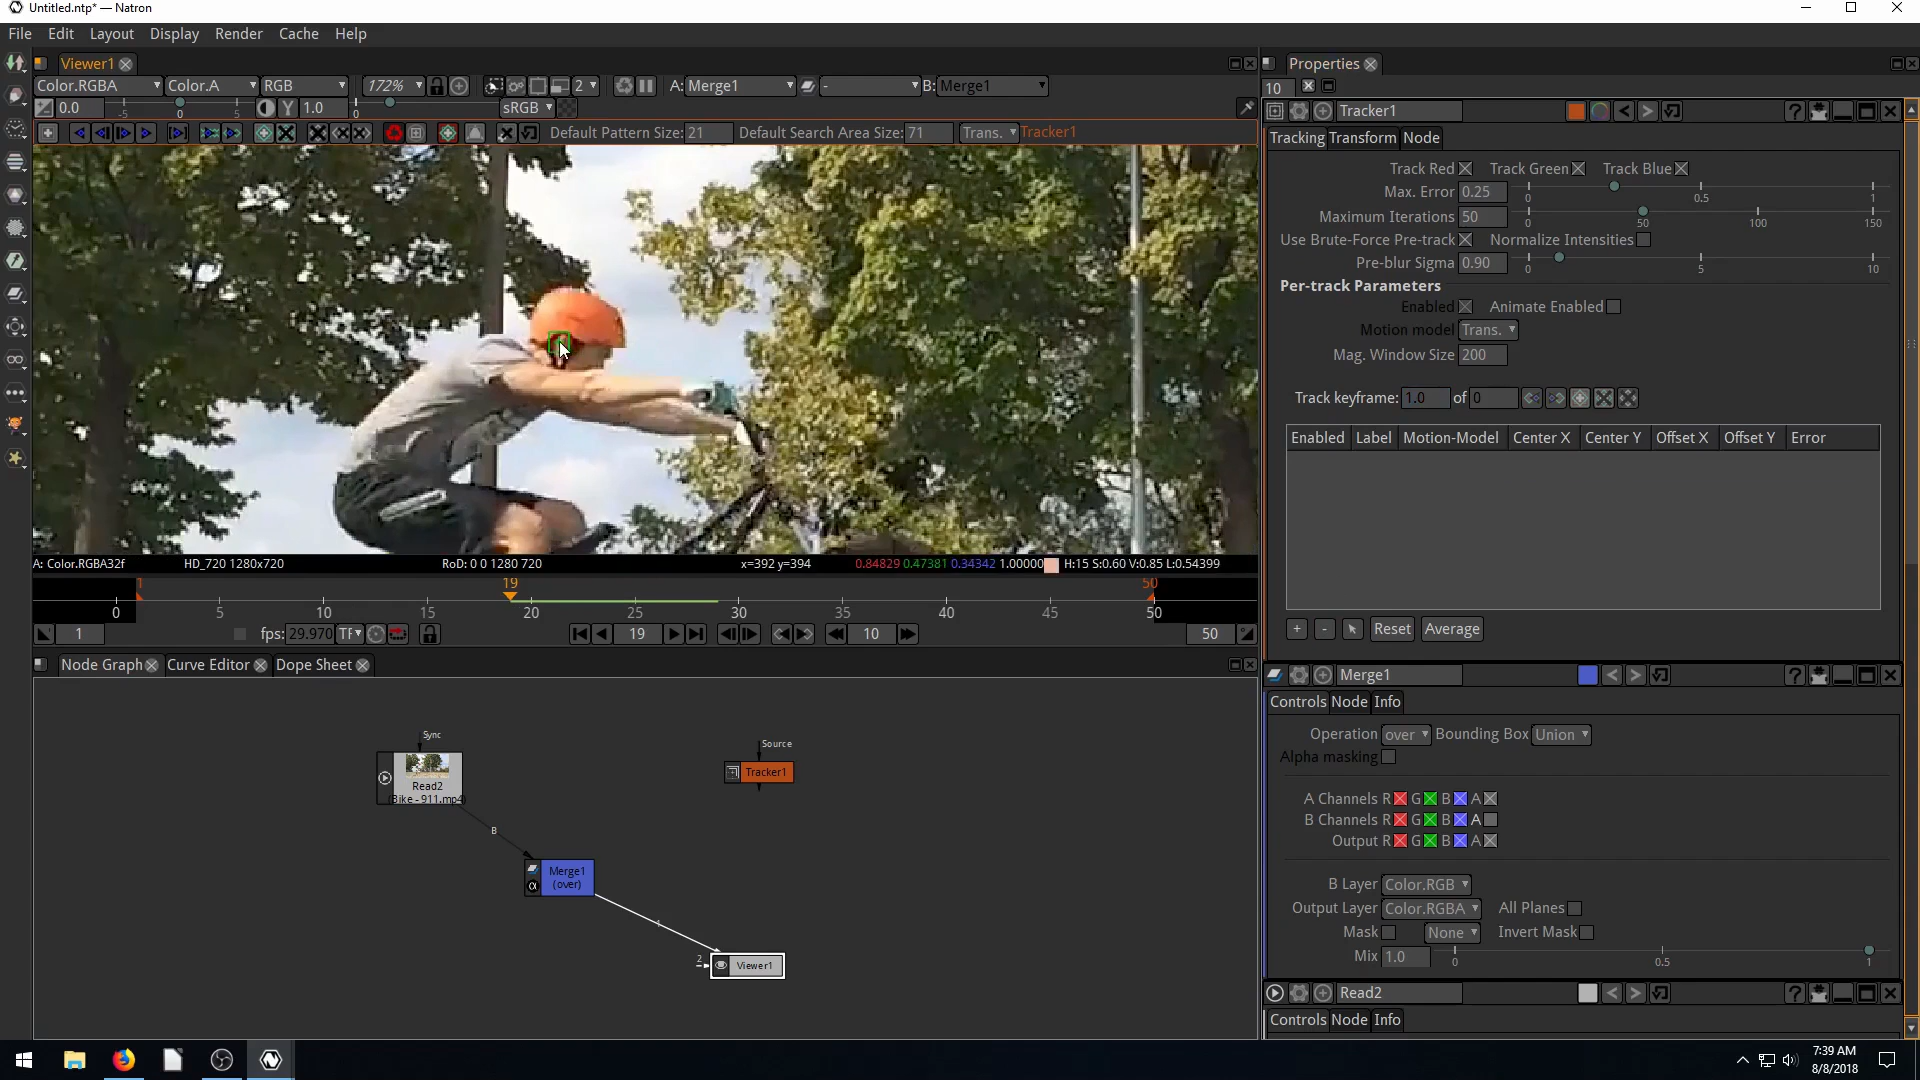 Untitled.ntp* — Natron
File Edit Layout Display Render Cache Help
Viewer1
Color.RGBA Color.A RGB 172% 2 A: Merge1 - B: Merge1
0.0 -5 0 5 Y 1.0 0 sRGB
Default Pattern Size: 21 Default Search Area Size: 71 Trans. Tracker1
A: Color.RGBA32f HD_720 1280x720 RoD: 0 0 1280 720 x=392 y=394 0.84829 0.47381 0.34342 1.00000 H:15 S:0.60 V:0.85 L:0.54399
1 19 50
0 5 10 15 20 25 30 35 40 45 50
1 fps: 29.970 TF 19 10 50
Node Graph Curve Editor Dope Sheet
Sync
Read2
(Bike - 911.mp4)
Source
Tracker1
B
Merge1
(over)
1
2
Viewer1
Properties
10
Tracker1
Tracking Transform Node
Track Red Track Green Track Blue
Max. Error 0.25 0 0.5 1
Maximum Iterations 50 0 50 100 150
Use Brute-Force Pre-track Normalize Intensities
Pre-blur Sigma 0.90 0 5 10
Per-track Parameters
Enabled Animate Enabled
Motion model Trans.
Mag. Window Size 200
Track keyframe: 1.0 of 0
Enabled Label Motion-Model Center X Center Y Offset X Offset Y Error
+ - Reset Average
Merge1
Controls Node Info
Operation over Bounding Box Union
Alpha masking
A Channels R G B A
B Channels R G B A
Output R G B A
B Layer Color.RGB
Output Layer Color.RGBA All Planes
Mask None Invert Mask
Mix 1.0 0 0.5 1
Read2
Controls Node Info
7:39 AM
8/8/2018